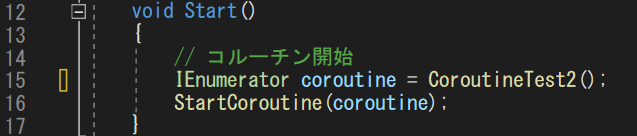 12 void Start()
13 {
14 // コルーチン開始
15 IEnumerator coroutine = CoroutineTest2();
16 StartCoroutine(coroutine);
17 }